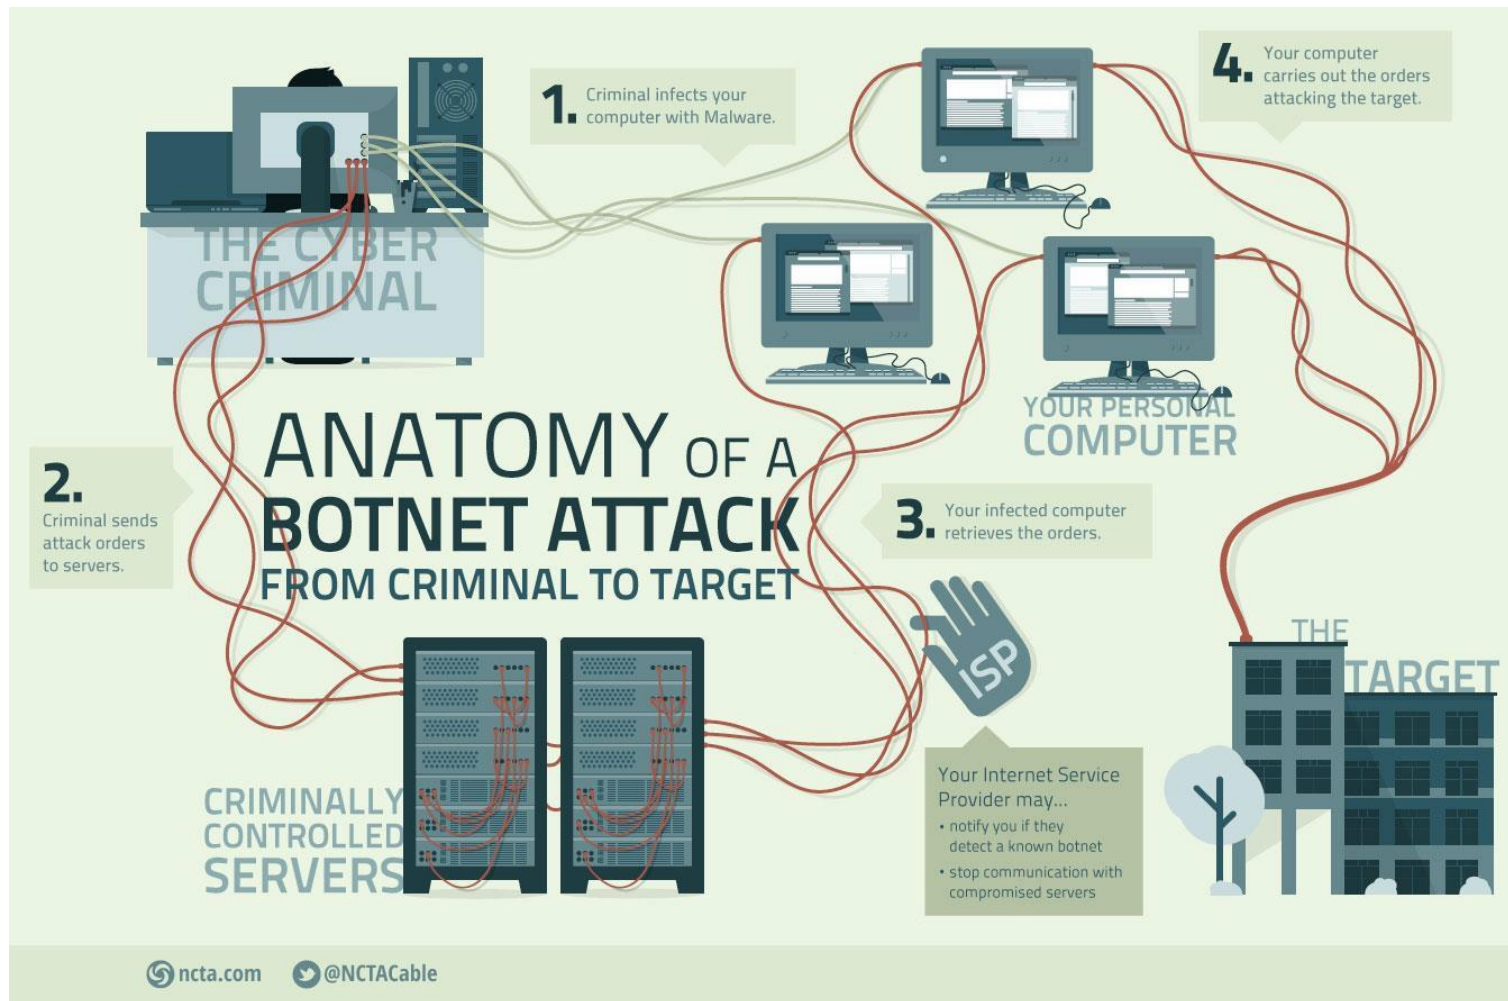 THE CYBER
CRIMINAL
1. Criminal infects your
computer with Malware.
4. Your computer
carries out the orders
attacking the target.
YOUR PERSONAL
COMPUTER
ANATOMY OF A
BOTNET ATTACK
FROM CRIMINAL TO TARGET
2.
Criminal sends
attack orders
to servers.
3. Your infected computer
retrieves the orders.
ISP
Your Internet Service
Provider may...
• notify you if they
detect a known botnet
• stop communication with
compromised servers
THE
TARGET
CRIMINALLY
CONTROLLED
SERVERS
ncta.com
@NCTACable